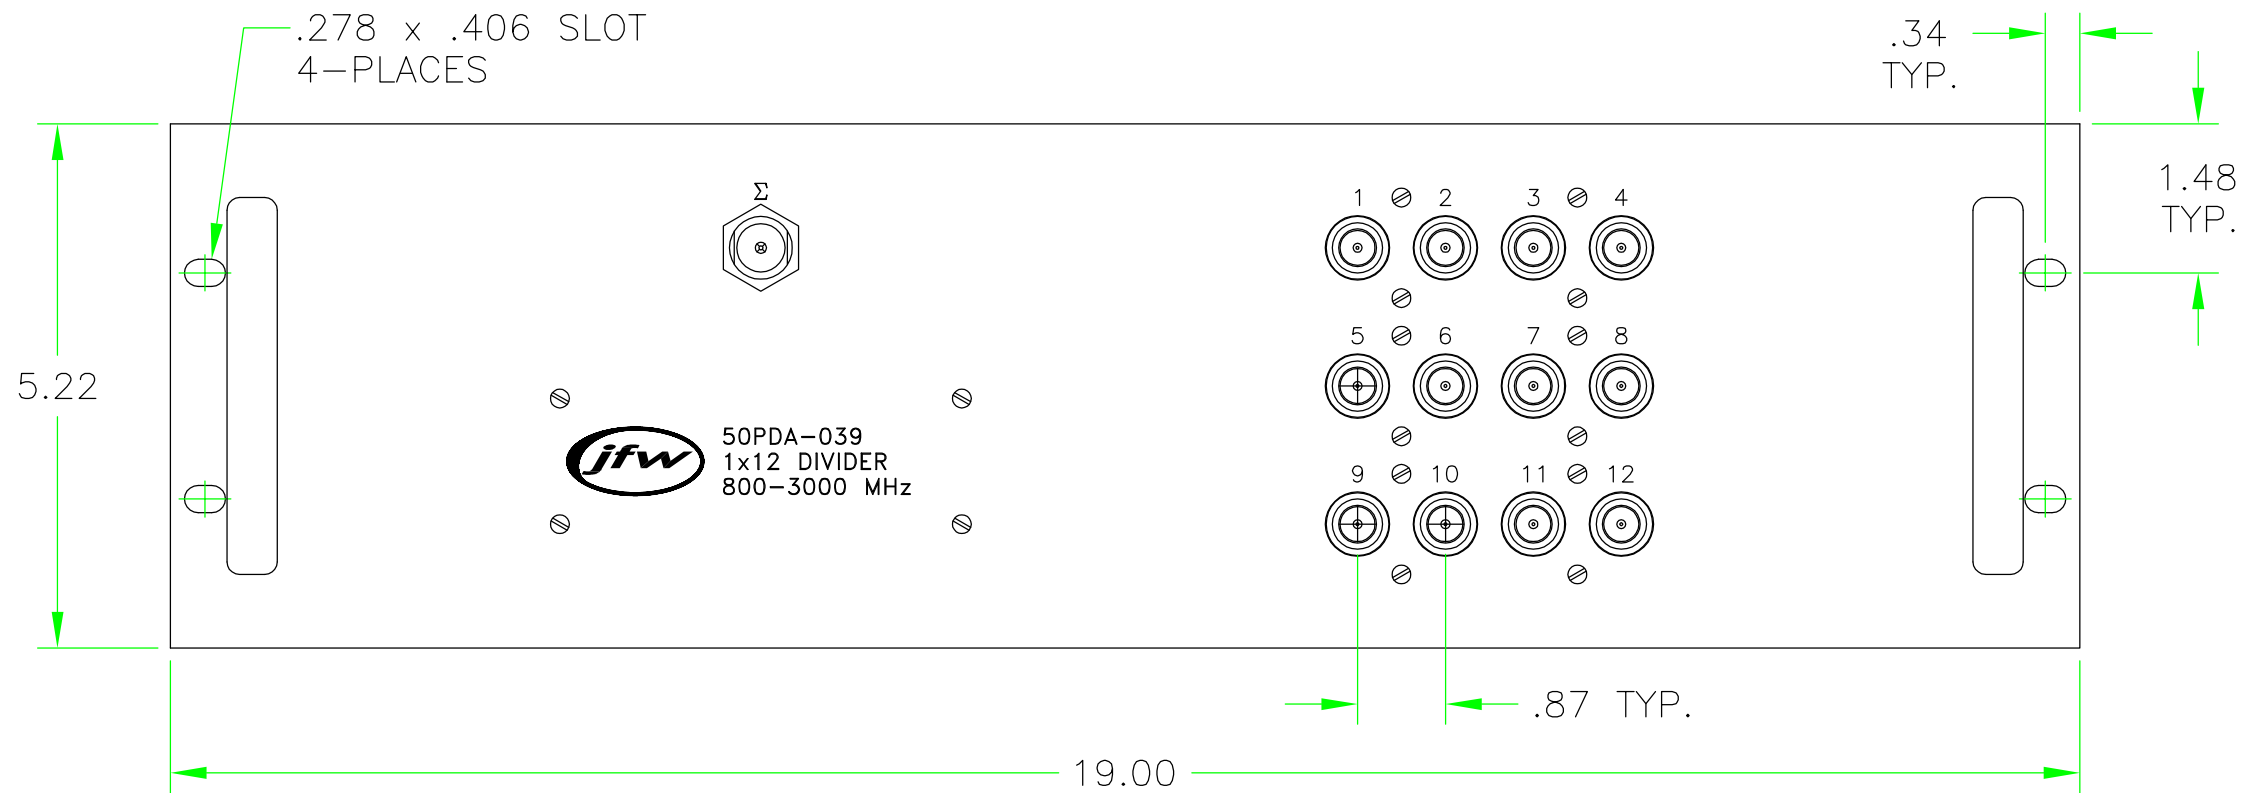 .278 x .406 SLOT
4-PLACES
.34
TYP.
1.48
TYP.
Σ
1 2 3 4
5 6 7 8
5.22
jfw
50PDA-039
1x12 DIVIDER
800-3000 MHz
9 10 11 12
.87 TYP.
19.00